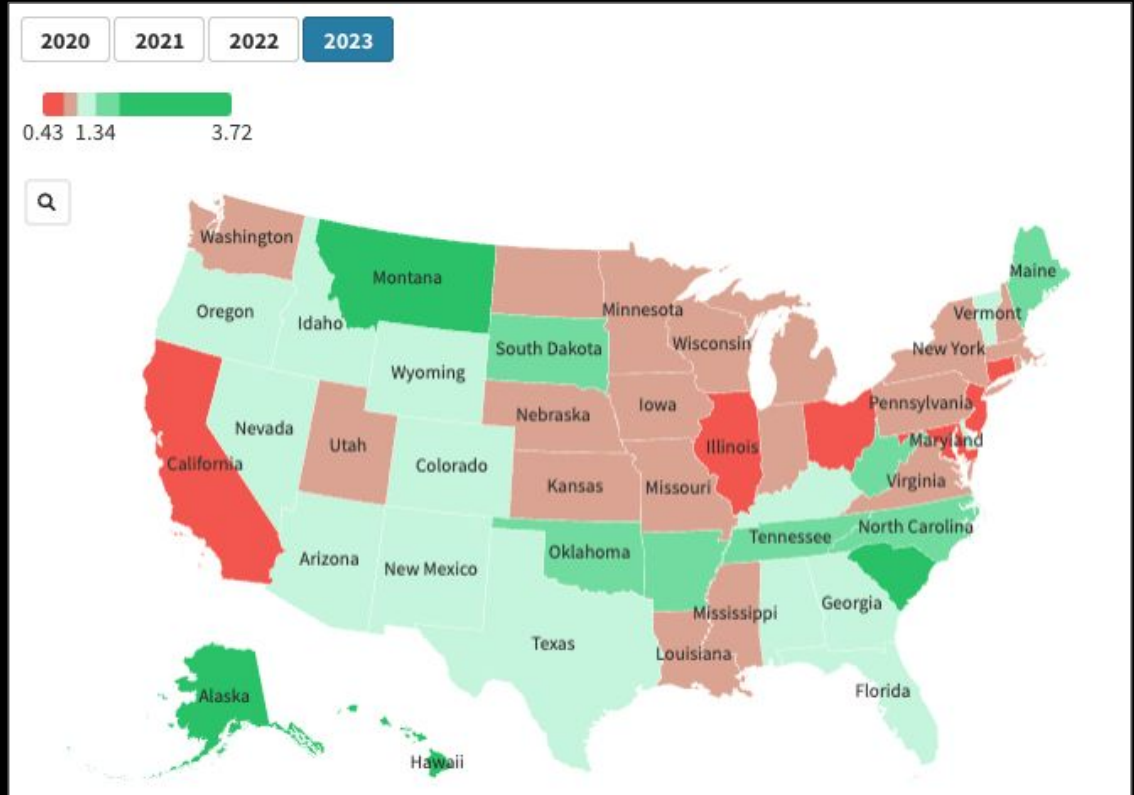 2020 2021 2022 2023
0.43 1.34 3.72
Washington
Montana
Maine
Oregon
Idaho
Minnesota
Vermont
South Dakota
Wisconsin
New York
Wyoming
Nebraska
Iowa
Pennsylvania
Nevada
Utah
Illinois
Maryland
California
Colorado
Kansas
Missouri
Virginia
Oklahoma
Tennessee
North Carolina
Arizona
New Mexico
Mississippi
Georgia
Texas
Louisiana
Alaska
Florida
Hawaii